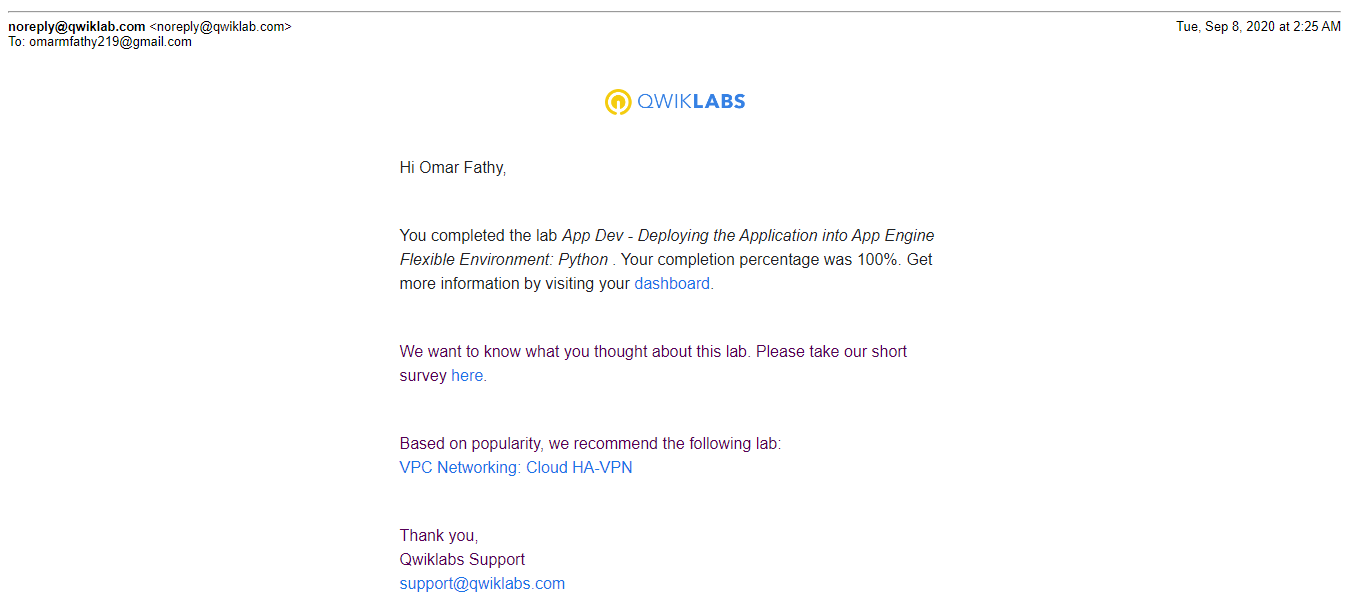 noreply@qwiklab.com <noreply@qwiklab.com>
Tue, Sep 8, 2020 at 2:25 AM
To: omarmfathy219@gmail.com
QWIKLABS
Hi Omar Fathy,
You completed the lab App Dev - Deploying the Application into App Engine
Flexible Environment: Python . Your completion percentage was 100%. Get
more information by visiting your dashboard.
We want to know what you thought about this lab. Please take our short
survey here.
Based on popularity, we recommend the following lab:
VPC Networking: Cloud HA-VPN
Thank you,
Qwiklabs Support
support@qwiklabs.com